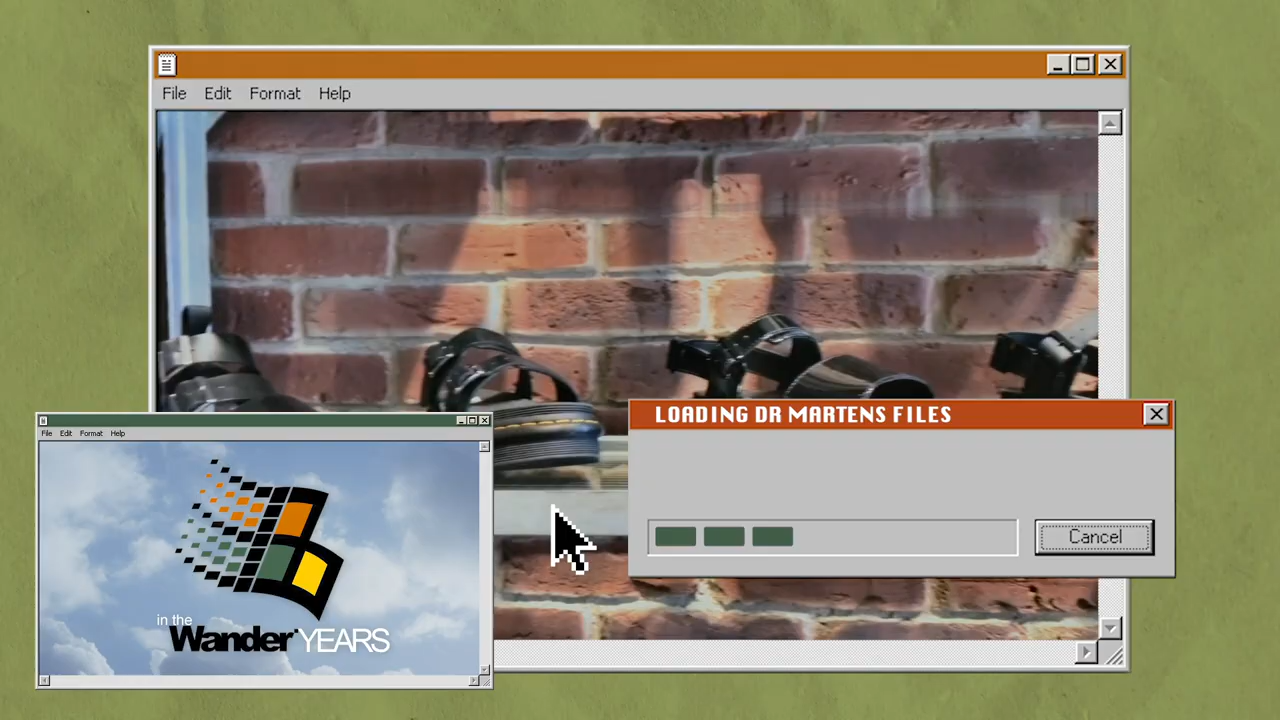 File Edit Format Help
LOADING DR MARTENS FILES
Cancel
File Edit Format Help
in the
Wander YEARS